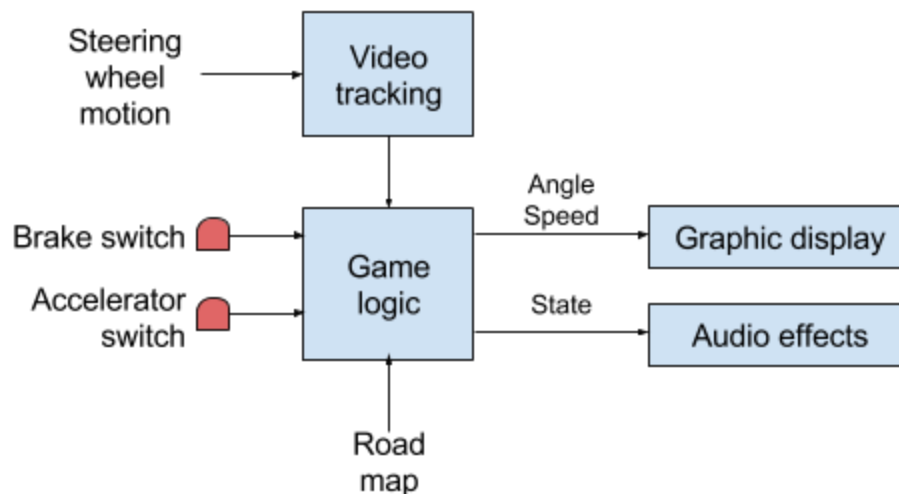 Steering
wheel
motion
Video
tracking
Angle
Speed
Brake switch
Game
logic
Graphic display
Accelerator
switch
State
Audio effects
Road
map